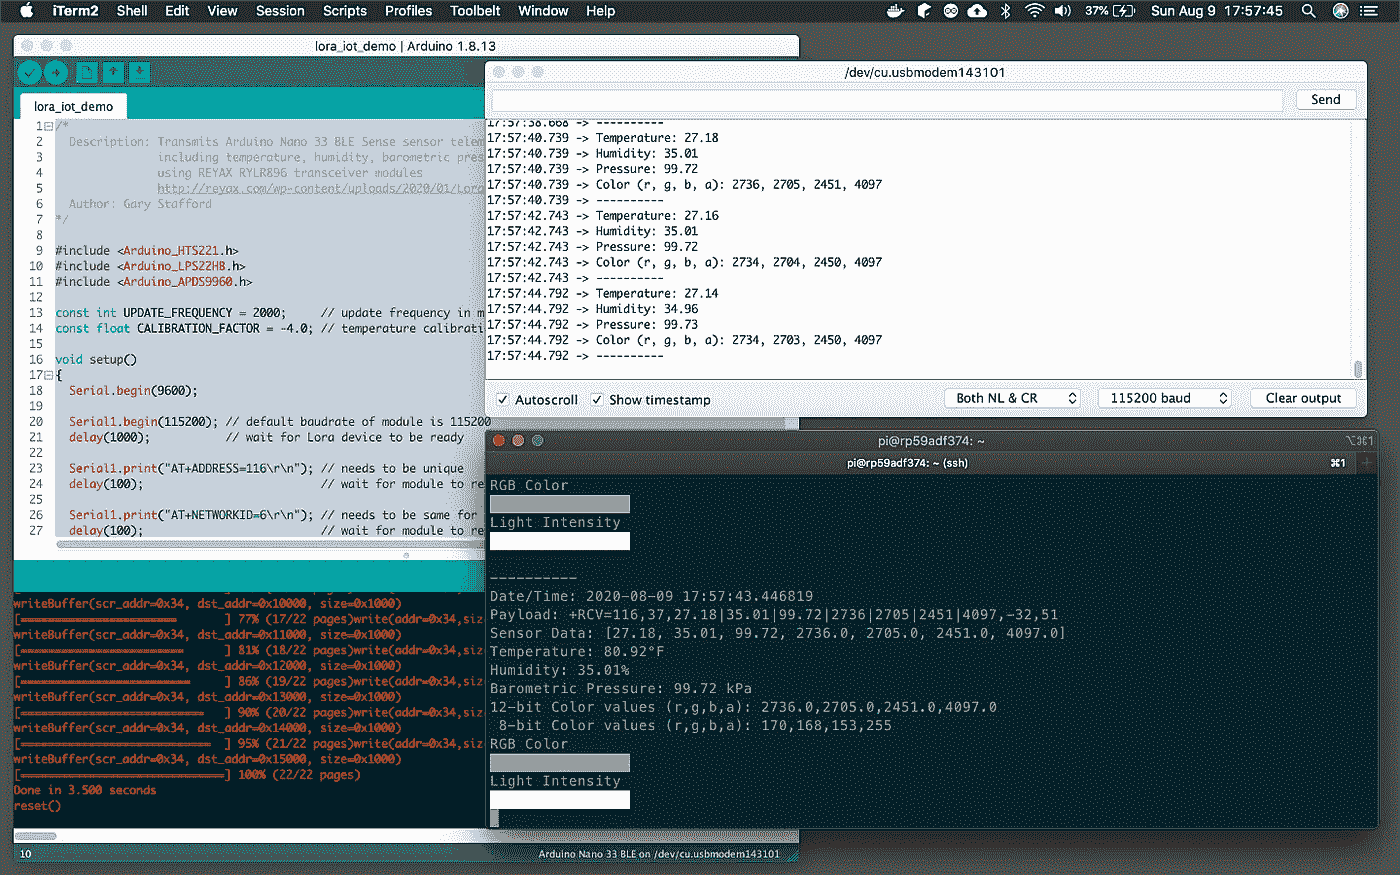 iTerm2 Shell Edit View Session Scripts Profiles Toolbelt Window Help 37% Sun Aug 9 17:57:45
lora_iot_demo | Arduino 1.8.13
lora_iot_demo
1 /*
2 Description: Transmits Arduino Nano 33 BLE Sense sensor telem
3 including temperature, humidity, barometric pres
4 using REYAX RYLR896 transceiver modules
5 http://reyax.com/wp-content/uploads/2020/01/Lora
6 Author: Gary Stafford
7 */
8
9 #include <Arduino_HTS221.h>
10 #include <Arduino_LPS22HB.h>
11 #include <Arduino_APDS9960.h>
12
13 const int UPDATE_FREQUENCY = 2000; // update frequency in m
14 const float CALIBRATION_FACTOR = -4.0; // temperature calibrati
15
16 void setup()
17 {
18 Serial.begin(9600);
19
20 Serial1.begin(115200); // default baudrate of module is 115200
21 delay(1000); // wait for Lora device to be ready
22
23 Serial1.print("AT+ADDRESS=116\r\n"); // needs to be unique
24 delay(100); // wait for module to re
25
26 Serial1.print("AT+NETWORKID=6\r\n"); // needs to be same for
27 delay(100); // wait for module to re
writeBuffer(scr_addr=0x34, dst_addr=0x10000, size=0x1000)
[====================== ] 77% (17/22 pages)write(addr=0x34,siz
writeBuffer(scr_addr=0x34, dst_addr=0x11000, size=0x1000)
[======================== ] 81% (18/22 pages)write(addr=0x34,siz
writeBuffer(scr_addr=0x34, dst_addr=0x12000, size=0x1000)
[========================= ] 86% (19/22 pages)write(addr=0x34,siz
writeBuffer(scr_addr=0x34, dst_addr=0x13000, size=0x1000)
[=========================== ] 90% (20/22 pages)write(addr=0x34,siz
writeBuffer(scr_addr=0x34, dst_addr=0x14000, size=0x1000)
[============================ ] 95% (21/22 pages)write(addr=0x34,siz
writeBuffer(scr_addr=0x34, dst_addr=0x15000, size=0x1000)
[==============================] 100% (22/22 pages)
Done in 3.500 seconds
reset()
10 Arduino Nano 33 BLE on /dev/cu.usbmodem143101
/dev/cu.usbmodem143101
Send
17:57:38.668 -> ----------
17:57:40.739 -> Temperature: 27.18
17:57:40.739 -> Humidity: 35.01
17:57:40.739 -> Pressure: 99.72
17:57:40.739 -> Color (r, g, b, a): 2736, 2705, 2451, 4097
17:57:40.739 -> ----------
17:57:42.743 -> Temperature: 27.16
17:57:42.743 -> Humidity: 35.01
17:57:42.743 -> Pressure: 99.72
17:57:42.743 -> Color (r, g, b, a): 2734, 2704, 2450, 4097
17:57:42.743 -> ----------
17:57:44.792 -> Temperature: 27.14
17:57:44.792 -> Humidity: 34.96
17:57:44.792 -> Pressure: 99.73
17:57:44.792 -> Color (r, g, b, a): 2734, 2703, 2450, 4097
17:57:44.792 -> ----------
Autoscroll Show timestamp Both NL & CR 115200 baud Clear output
pi@rp59adf374: ~ ⌥⌘1
pi@rp59adf374: ~ (ssh) ⌘1 +
RGB Color
Light Intensity
----------
Date/Time: 2020-08-09 17:57:43.446819
Payload: +RCV=116,37,27.18|35.01|99.72|2736|2705|2451|4097,-32,51
Sensor Data: [27.18, 35.01, 99.72, 2736.0, 2705.0, 2451.0, 4097.0]
Temperature: 80.92°F
Humidity: 35.01%
Barometric Pressure: 99.72 kPa
12-bit Color values (r,g,b,a): 2736.0,2705.0,2451.0,4097.0
8-bit Color values (r,g,b,a): 170,168,153,255
RGB Color
Light Intensity